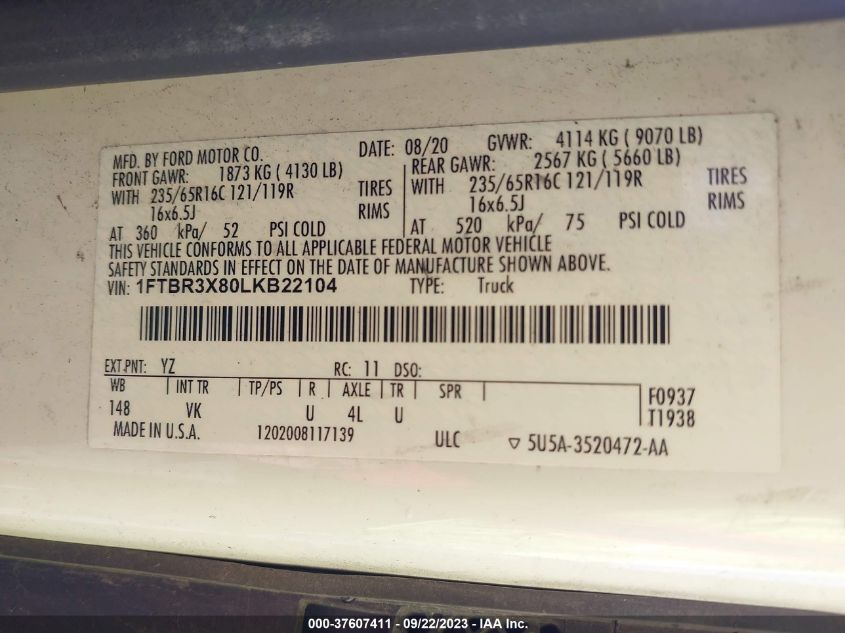 MFD. BY FORD MOTOR CO.
DATE: 08/20 GVWR: 4114 KG ( 9070 LB)
FRONT GAWR: 1873 KG ( 4130 LB)
WITH 235/65R16C 121/119R TIRES
16x6.5J RIMS
AT 360 kPa/ 52 PSI COLD
REAR GAWR: 2567 KG ( 5660 LB)
WITH 235/65R16C 121/119R TIRES
16x6.5J RIMS
AT 520 kPa/ 75 PSI COLD
THIS VEHICLE CONFORMS TO ALL APPLICABLE FEDERAL MOTOR VEHICLE
SAFETY STANDARDS IN EFFECT ON THE DATE OF MANUFACTURE SHOWN ABOVE.
VIN: 1FTBR3X80LKB22104 TYPE: Truck
EXT PNT: YZ RC: 11 DSO:
WB INT TR TP/PS R AXLE TR SPR F0937
148 VK U 4L U T1938
MADE IN U.S.A. 1202008117139 ULC ▽ 5U5A-3520472-AA
000-37607411 - 09/22/2023 - IAA Inc.